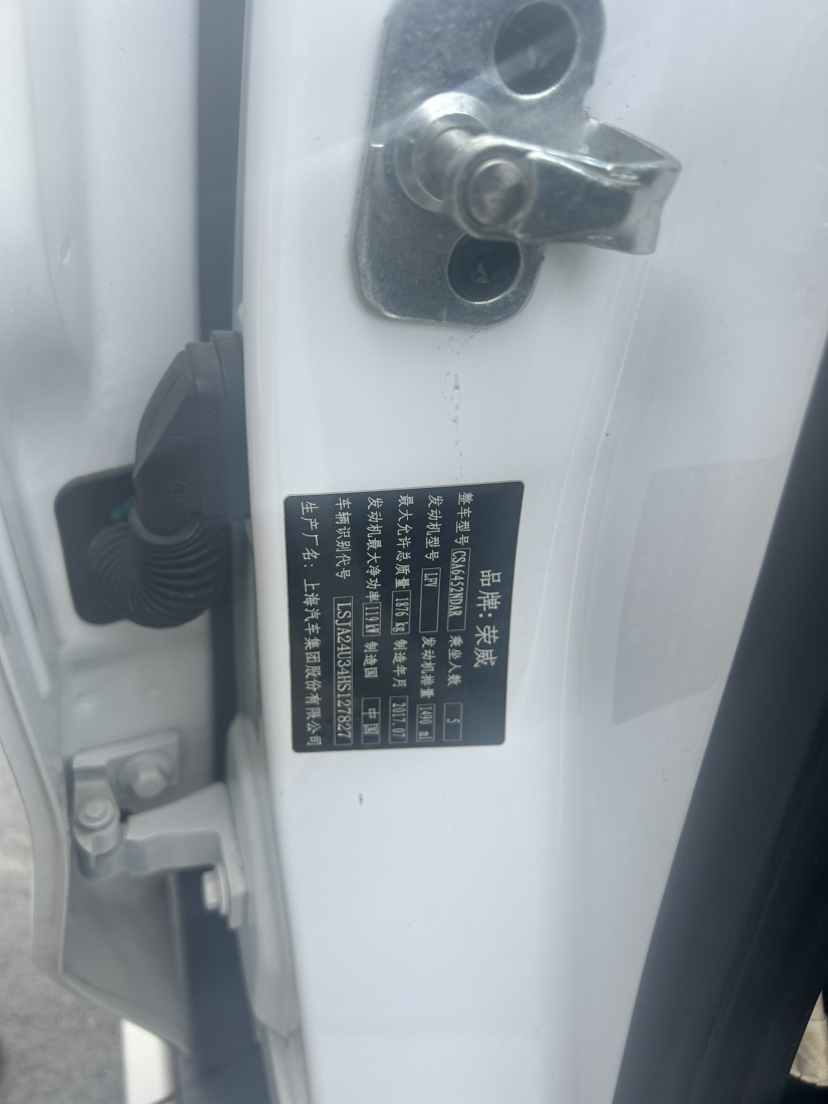 品牌: 荣威
整车型号 CSA6452NDAR 乘坐人数 5
发动机型号 LFV 发动机排量 1490 ml
最大允许总质量 1876 kg 制造年月 2017.07
发动机最大净功率 119 kW 制造国 中国
车辆识别代号 LSJA24U34HS127827
生产厂名: 上海汽车集团股份有限公司